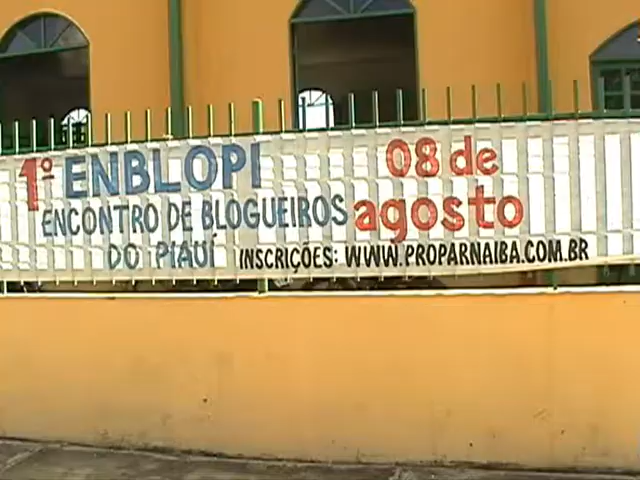 1º ENBLOPI
ENCONTRO DE BLOGUEIROS
DO PIAUÍ
08 de
agosto
INSCRIÇÕES: WWW.PROPARNAIBA.COM.BR